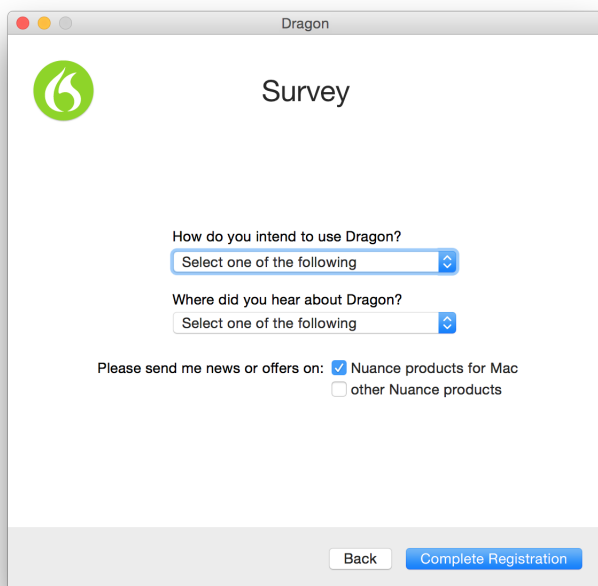 Dragon
Survey
How do you intend to use Dragon?
Select one of the following
Where did you hear about Dragon?
Select one of the following
Please send me news or offers on: Nuance products for Mac
other Nuance products
Back Complete Registration